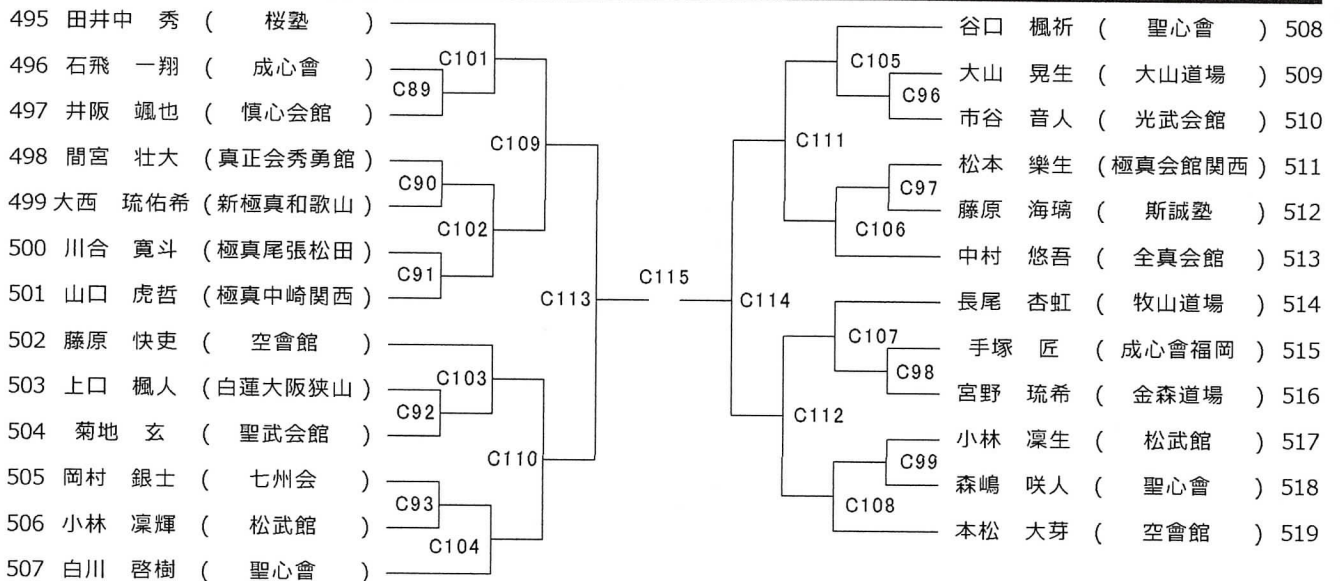 495 田井中 秀 ( 桜塾 )
496 石飛 一翔 ( 成心會 )
497 井阪 颯也 ( 慎心会館 )
498 間宮 壮大 (真正会秀勇館)
499 大西 琉佑希 (新極真和歌山)
500 川合 寛斗 (極真尾張松田)
501 山口 虎哲 (極真中崎関西)
502 藤原 快吏 ( 空會館 )
503 上口 楓人 (白蓮大阪狭山)
504 菊地 玄 ( 聖武会館 )
505 岡村 銀士 ( 七州会 )
506 小林 凜輝 ( 松武館 )
507 白川 啓樹 ( 聖心會 )
C101
C89
C109
C90
C102
C91
C113
C103
C92
C110
C93
C104
C115
C114
C105
C96
C111
C97
C106
C107
C98
C112
C99
C108
谷口 楓祈 ( 聖心會 ) 508
大山 晃生 ( 大山道場 ) 509
市谷 音人 ( 光武会館 ) 510
松本 樂生 (極真会館関西) 511
藤原 海璃 ( 斯誠塾 ) 512
中村 悠吾 ( 全真会館 ) 513
長尾 杏虹 ( 牧山道場 ) 514
手塚 匠 ( 成心會福岡 ) 515
宮野 琉希 ( 金森道場 ) 516
小林 凜生 ( 松武館 ) 517
森嶋 咲人 ( 聖心會 ) 518
本松 大芽 ( 空會館 ) 519